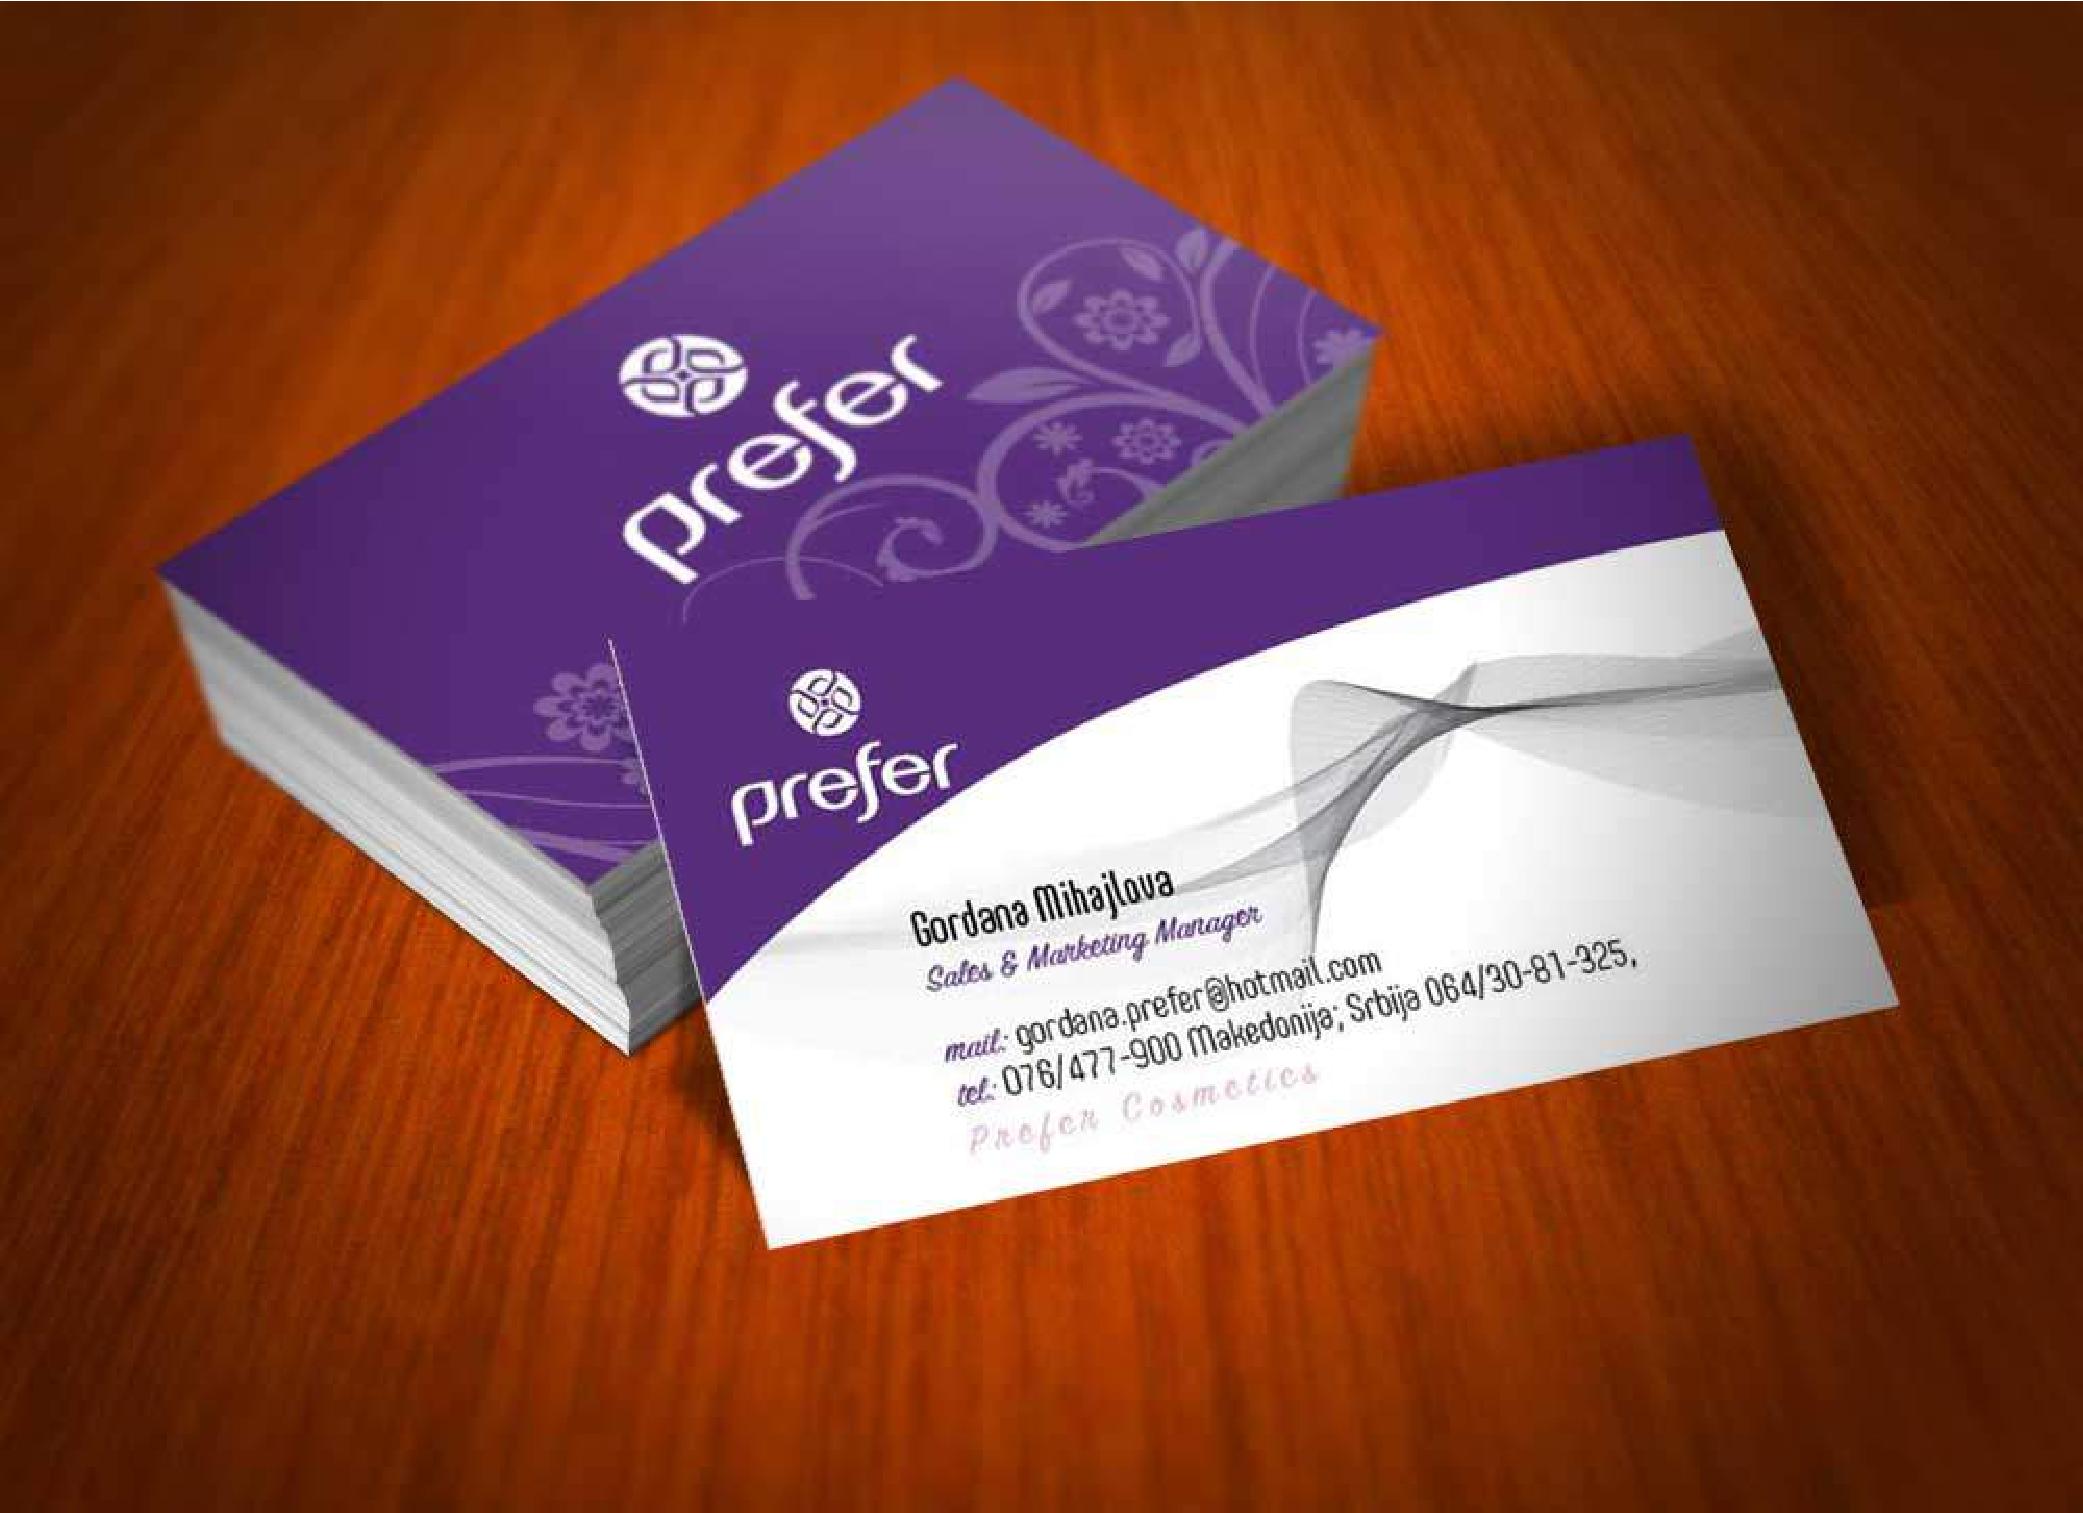 prefer
prefer
Gordana Mihajlova
Sales & Marketing Manager
mail: gordana.prefer@hotmail.com
tel: 076/477-900 Makedonija; Srbija 064/30-81-325,
Prefer Cosmetics